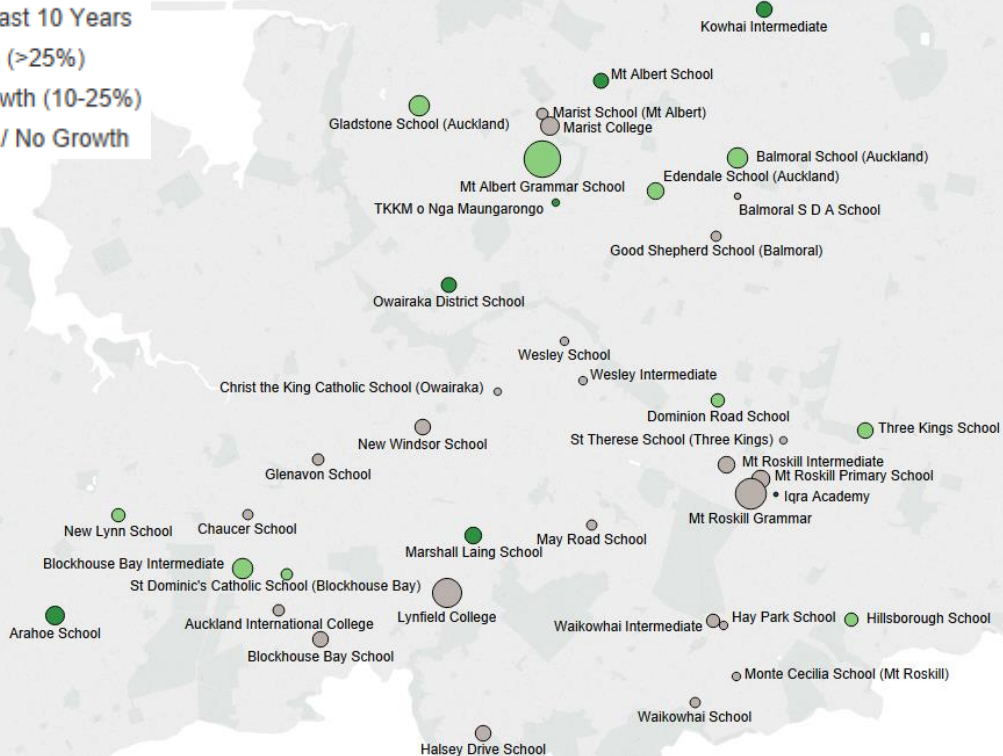 ast 10 Years
(>25%)
wth (10-25%)
/ No Growth
Kowhai Intermediate
Mt Albert School
Gladstone School (Auckland)
Marist School (Mt Albert)
Marist College
Balmoral School (Auckland)
Edendale School (Auckland)
Mt Albert Grammar School
TKKM o Nga Maungarongo
Balmoral S D A School
Good Shepherd School (Balmoral)
Owairaka District School
Wesley School
Wesley Intermediate
Christ the King Catholic School (Owairaka)
Dominion Road School
Three Kings School
New Windsor School
St Therese School (Three Kings)
Mt Roskill Intermediate
Glenavon School
Mt Roskill Primary School
Iqra Academy
Mt Roskill Grammar
New Lynn School
Chaucer School
May Road School
Marshall Laing School
Blockhouse Bay Intermediate
St Dominic's Catholic School (Blockhouse Bay)
Lynfield College
Auckland International College
Arahoe School
Waikowhai Intermediate
Hay Park School
Hillsborough School
Blockhouse Bay School
Monte Cecilia School (Mt Roskill)
Waikowhai School
Halsey Drive School